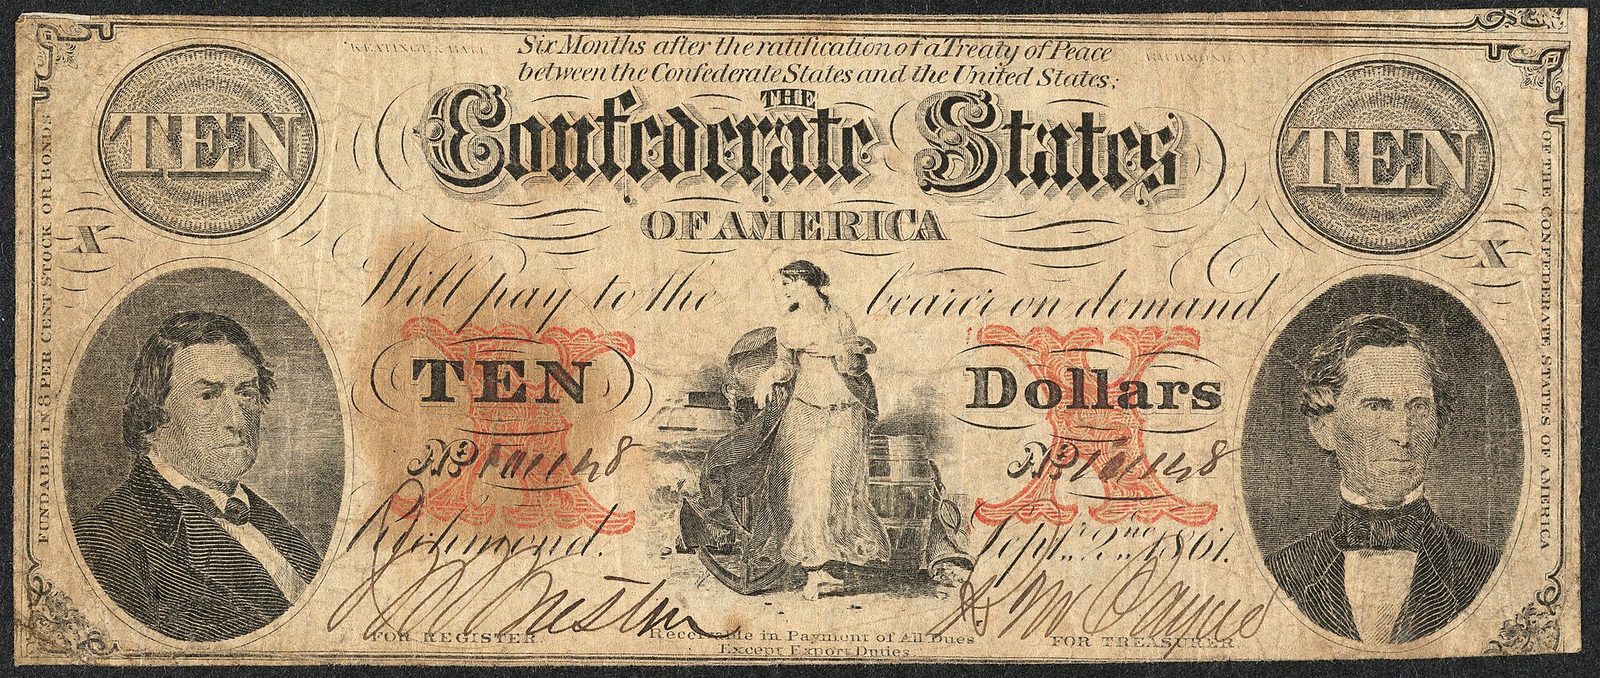 KEATINGE & BALL
RICHMOND, VA
Six Months after the ratification of a Treaty of Peace
between the Confederate States and the United States;
TEN
THE
Confederate States
TEN
OF AMERICA
X
X
Will pay to the bearer on demand
TEN Dollars
X
X
No
No
Richmond. Sept. 2nd 1861.
FOR REGISTER.
Receivable in Payment of All Dues
Except Export Duties.
FOR TREASURER.
FUNDABLE IN 8 PER CENT STOCK OR BONDS
OF THE CONFEDERATE STATES OF AMERICA